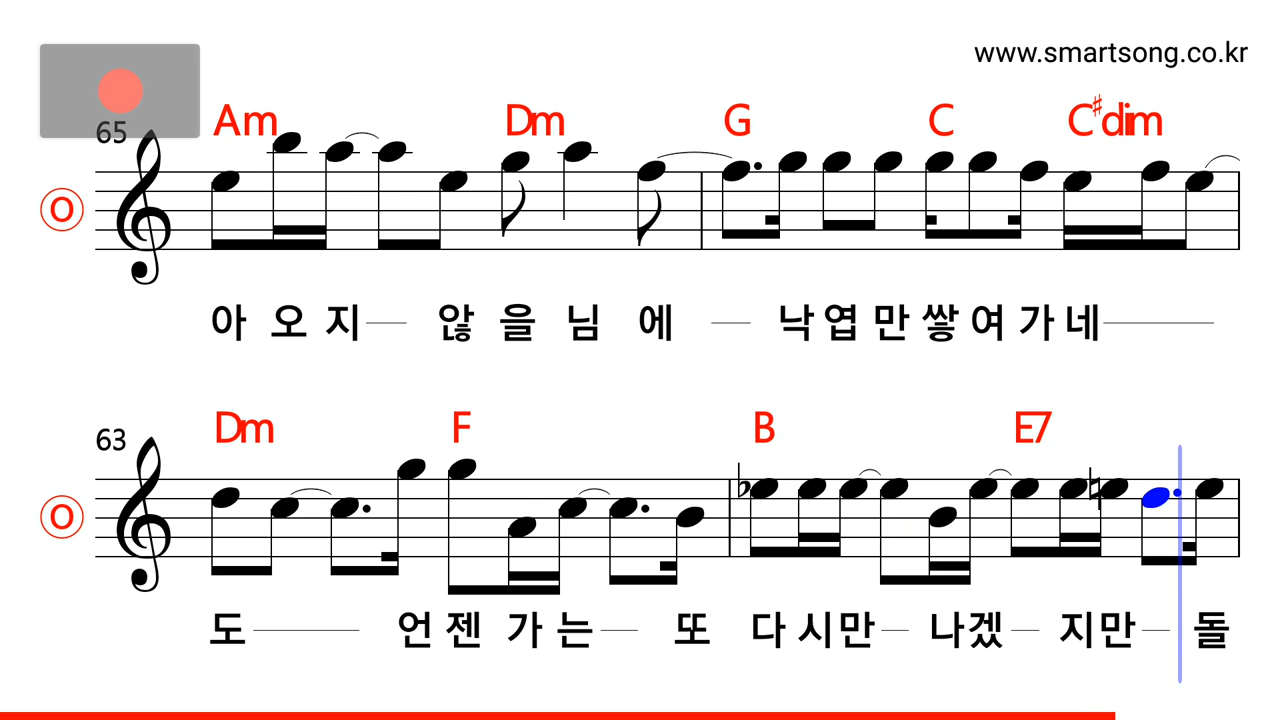 www.smartsong.co.kr
Am Dm G C C♯dim
65
O
아 오 지 않 을 님 에 낙 엽 만 쌓 여 가 네
Dm F B E7
63
O
도 언 젠 가 는 또 다 시 만 나 겠 지 만 돌